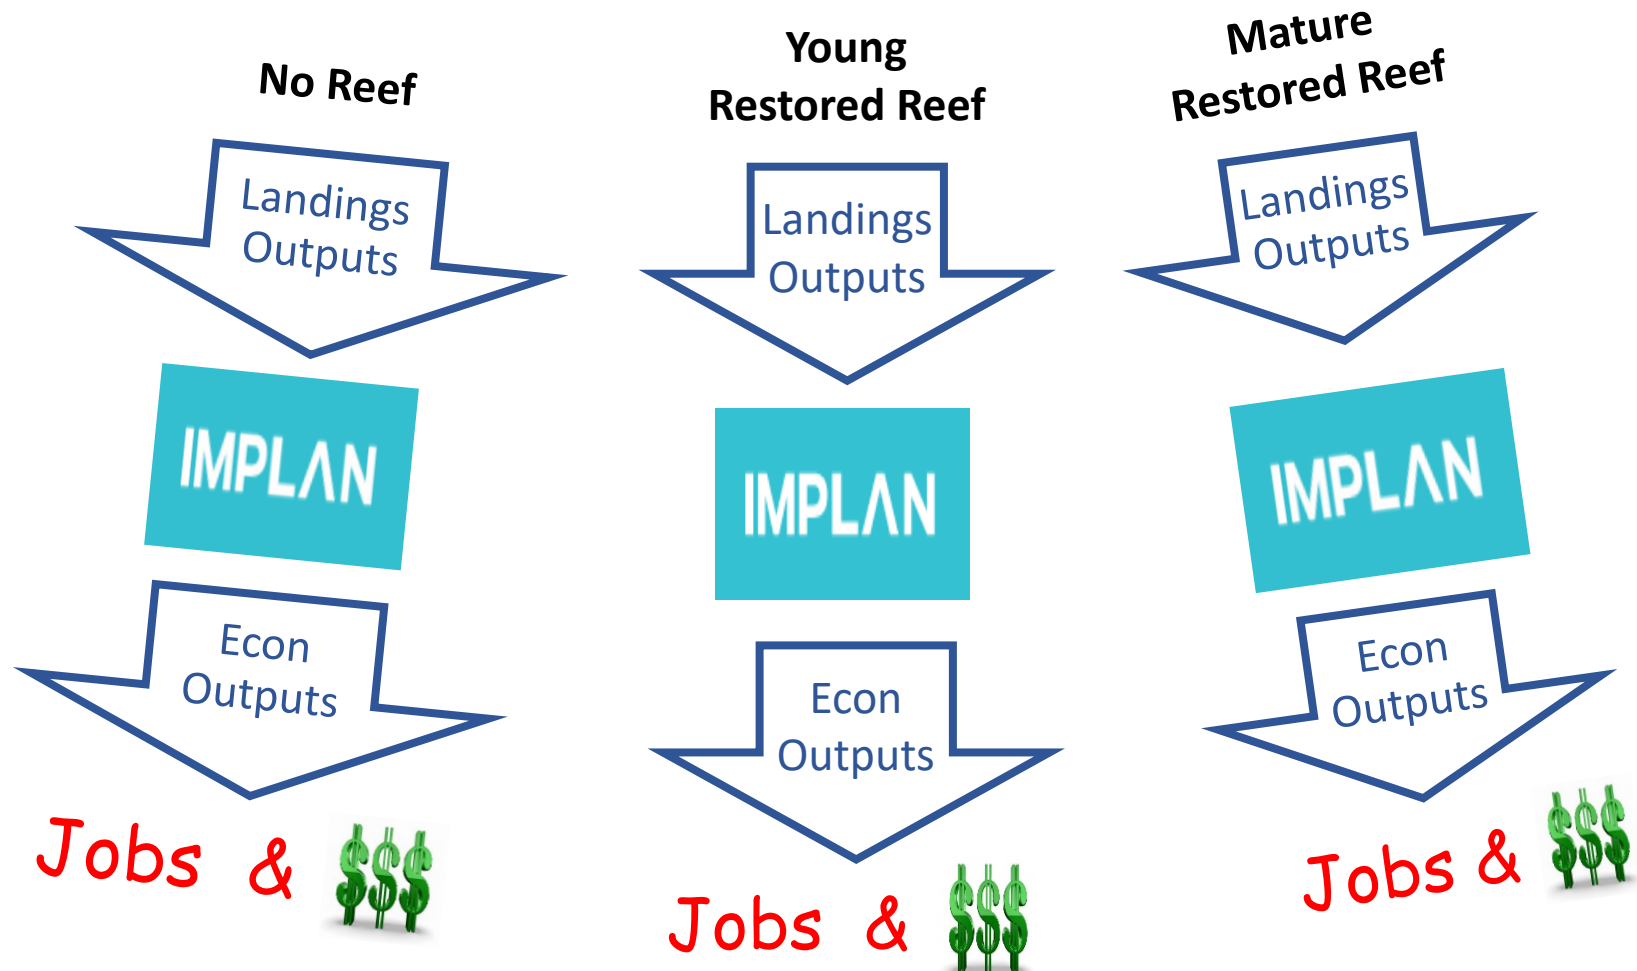 No Reef
Landings
Outputs
IMPLAN
Econ
Outputs
Jobs & $$$
Young
Restored Reef
Landings
Outputs
IMPLAN
Econ
Outputs
Jobs & $$$
Mature
Restored Reef
Landings
Outputs
IMPLAN
Econ
Outputs
Jobs & $$$